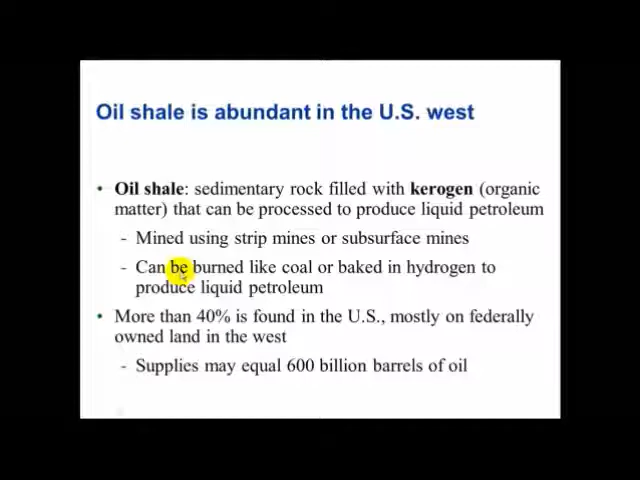 Oil shale is abundant in the U.S. west
• Oil shale: sedimentary rock filled with kerogen (organic
matter) that can be processed to produce liquid petroleum
- Mined using strip mines or subsurface mines
- Can be burned like coal or baked in hydrogen to
produce liquid petroleum
• More than 40% is found in the U.S., mostly on federally
owned land in the west
- Supplies may equal 600 billion barrels of oil